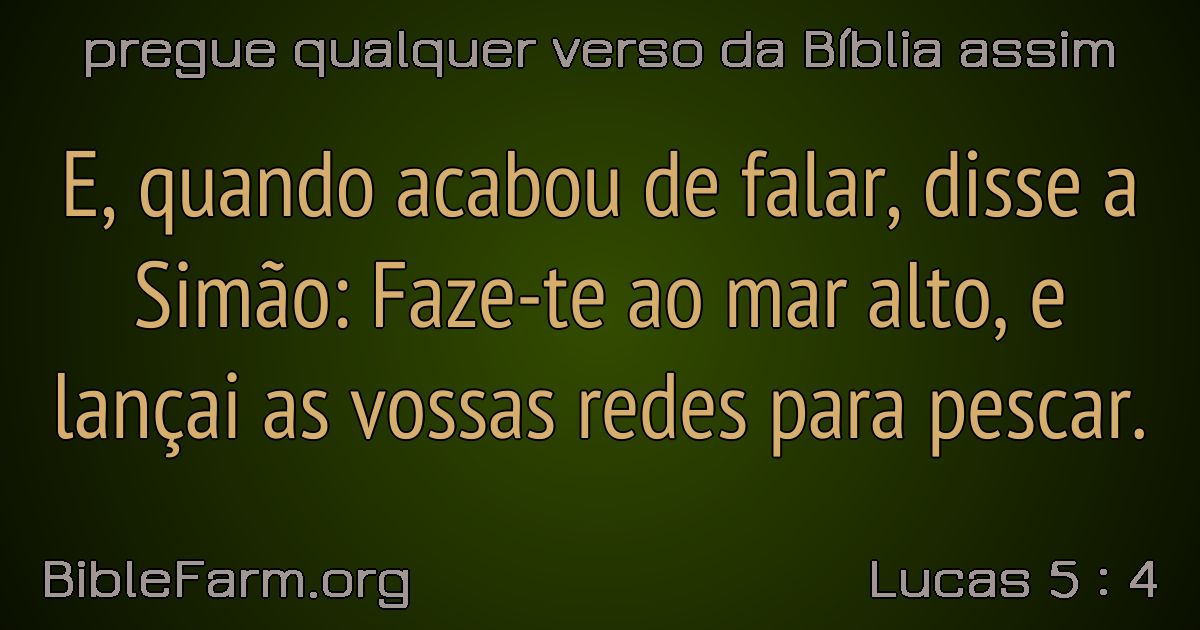 pregue qualquer verso da Bíblia assim
E, quando acabou de falar, disse a
Simão: Faze-te ao mar alto, e
lançai as vossas redes para pescar.
BibleFarm.org
Lucas 5 : 4